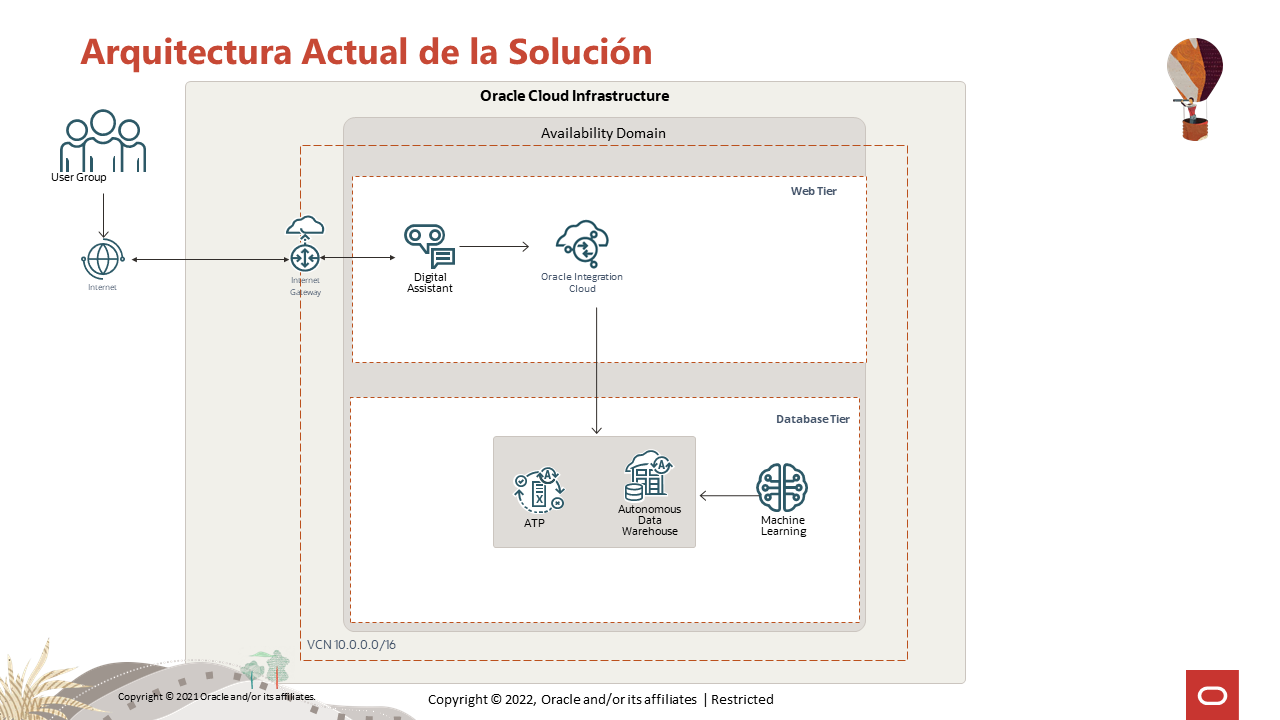 Arquitectura Actual de la Solución
Oracle Cloud Infrastructure
Availability Domain
User Group
Web Tier
Internet
Internet
Gateway
Digital
Assistant
Oracle Integration
Cloud
Database Tier
A
X
ATP
A
Autonomous
Data
Warehouse
Machine
Learning
VCN 10.0.0.0/16
Copyright © 2021 Oracle and/or its affiliates.
Copyright © 2022, Oracle and/or its affiliates | Restricted